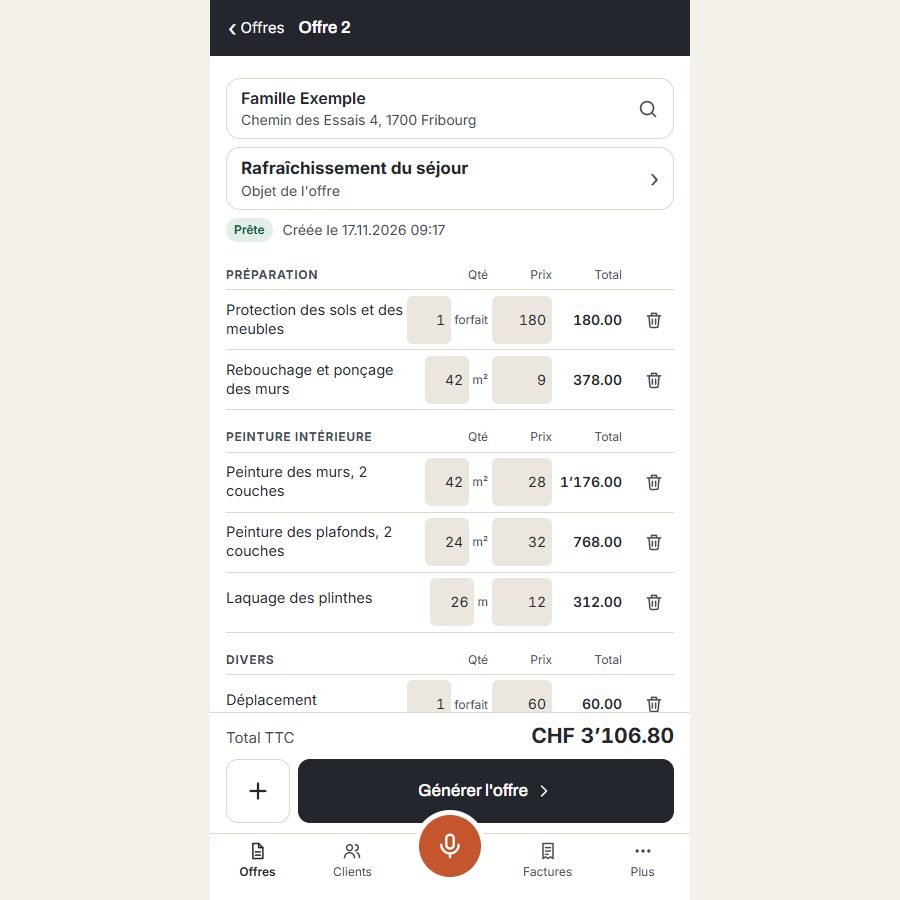 Offres Offre 2
Famille Exemple
Chemin des Essais 4, 1700 Fribourg
Rafraîchissement du séjour
Objet de l'offre
Prête Créée le 17.11.2026 09:17
PRÉPARATION Qté Prix Total
Protection des sols et des meubles 1 forfait 180 180.00
Rebouchage et ponçage des murs 42 m² 9 378.00
PEINTURE INTÉRIEURE Qté Prix Total
Peinture des murs, 2 couches 42 m² 28 1’176.00
Peinture des plafonds, 2 couches 24 m² 32 768.00
Laquage des plinthes 26 m 12 312.00
DIVERS Qté Prix Total
Déplacement 1 forfait 60 60.00
Total TTC CHF 3’106.80
Générer l'offre
Offres Clients Factures Plus